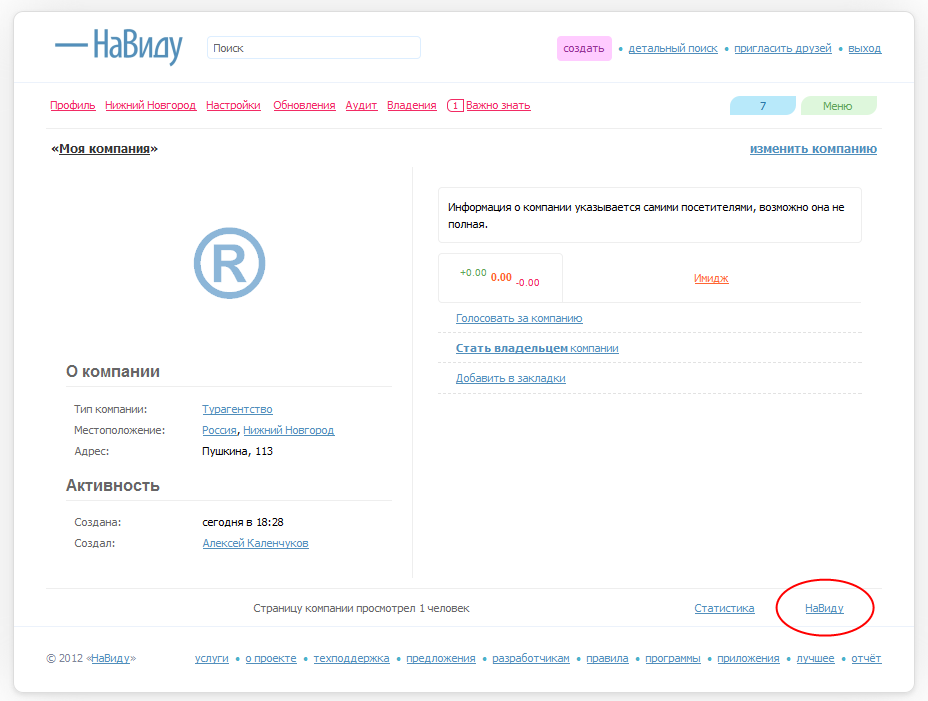 — НаВиду Поиск создать • детальный поиск • пригласить друзей • выход
Профиль Нижний Новгород Настройки Обновления Аудит Владения 1 Важно знать 7 Меню
«Моя компания» изменить компанию
®
Информация о компании указывается самими посетителями, возможно она не
полная.
+0.00 0.00 -0.00 Имидж
Голосовать за компанию
Стать владельцем компании
Добавить в закладки
О компании
Тип компании: Турагентство
Местоположение: Россия, Нижний Новгород
Адрес: Пушкина, 113
Активность
Создана: сегодня в 18:28
Создал: Алексей Каленчуков
Страницу компании просмотрел 1 человек Статистика НаВиду
© 2012 «НаВиду» услуги • о проекте • техподдержка • предложения • разработчикам • правила • программы • приложения • лучшее • отчёт